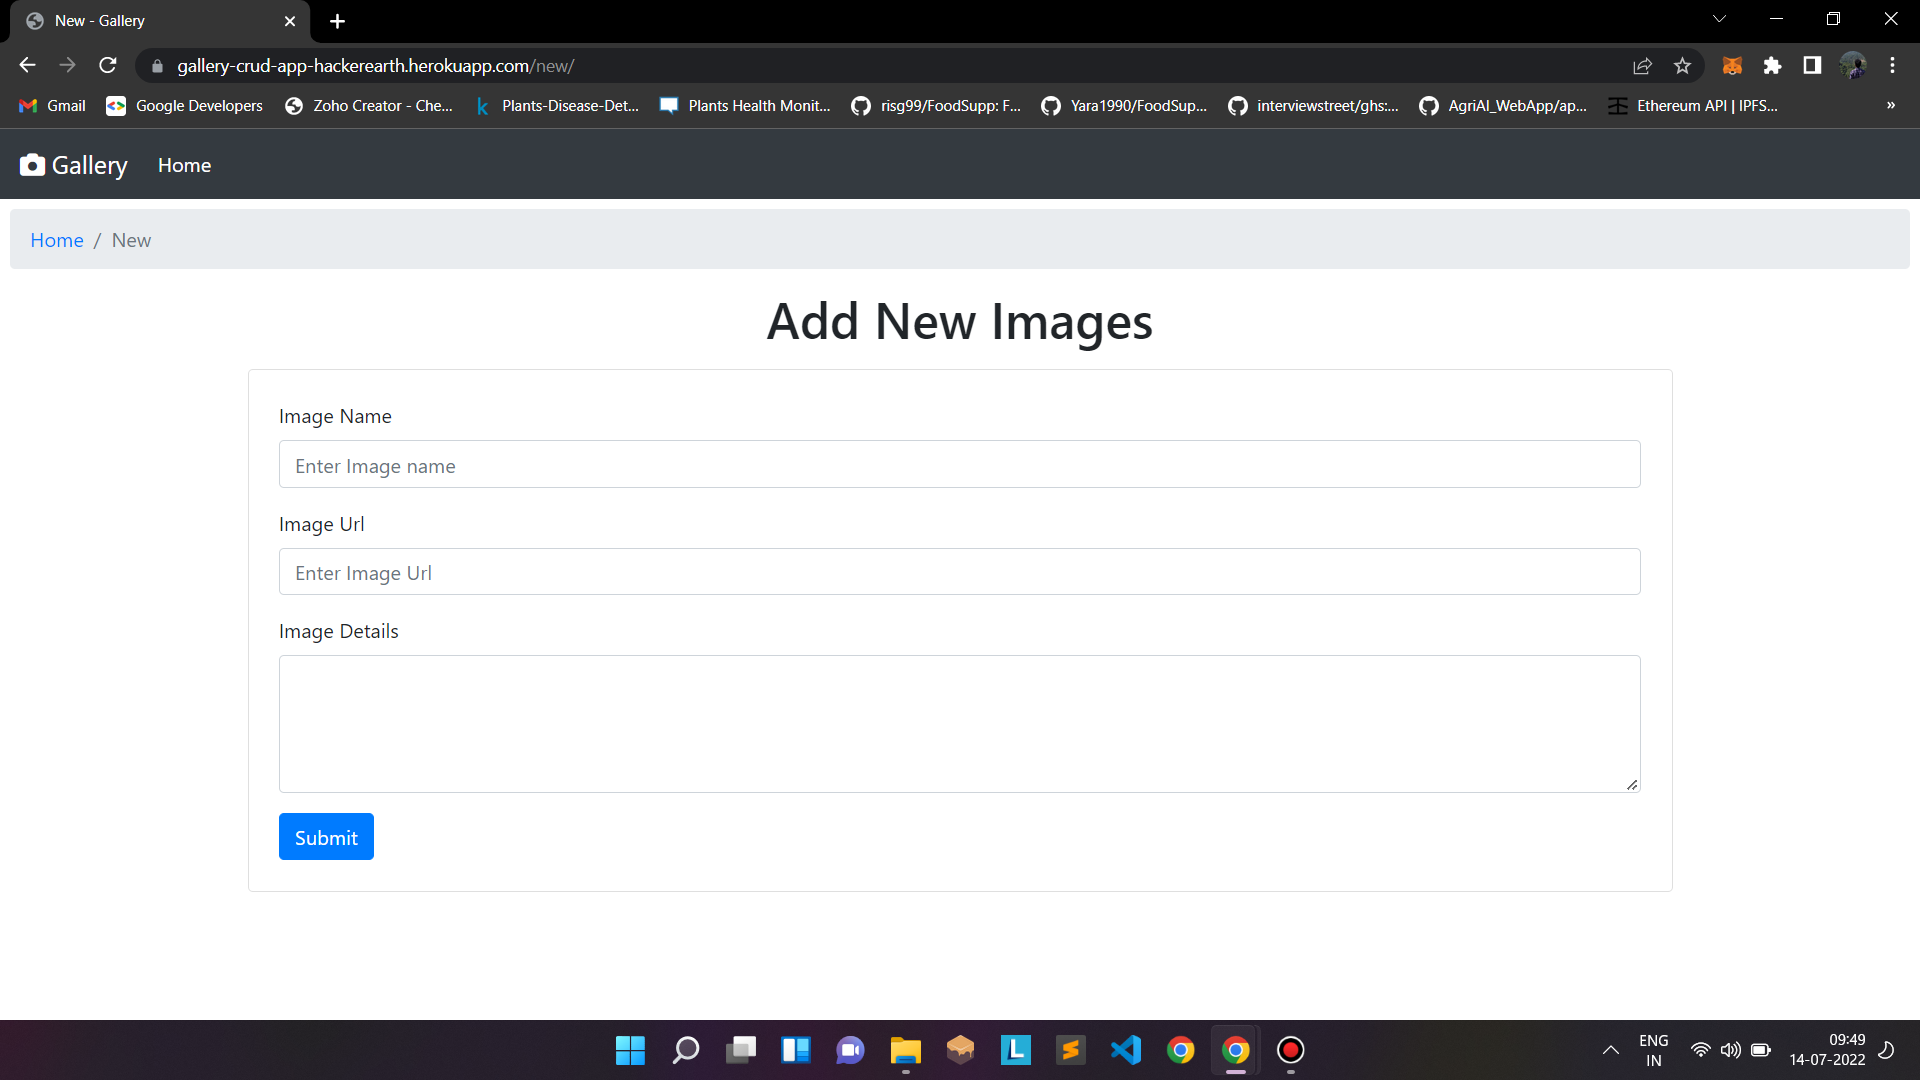 New - Gallery
gallery-crud-app-hackerearth.herokuapp.com/new/
Gmail
Google Developers
Zoho Creator - Che...
Plants-Disease-Det...
Plants Health Monit...
risg99/FoodSupp: F...
Yara1990/FoodSup...
interviewstreet/ghs:...
AgriAI_WebApp/ap...
Ethereum API | IPFS...
»
Gallery
Home
Home / New
Add New Images
Image Name
Enter Image name
Image Url
Enter Image Url
Image Details
Submit
ENG
IN
09:49
14-07-2022